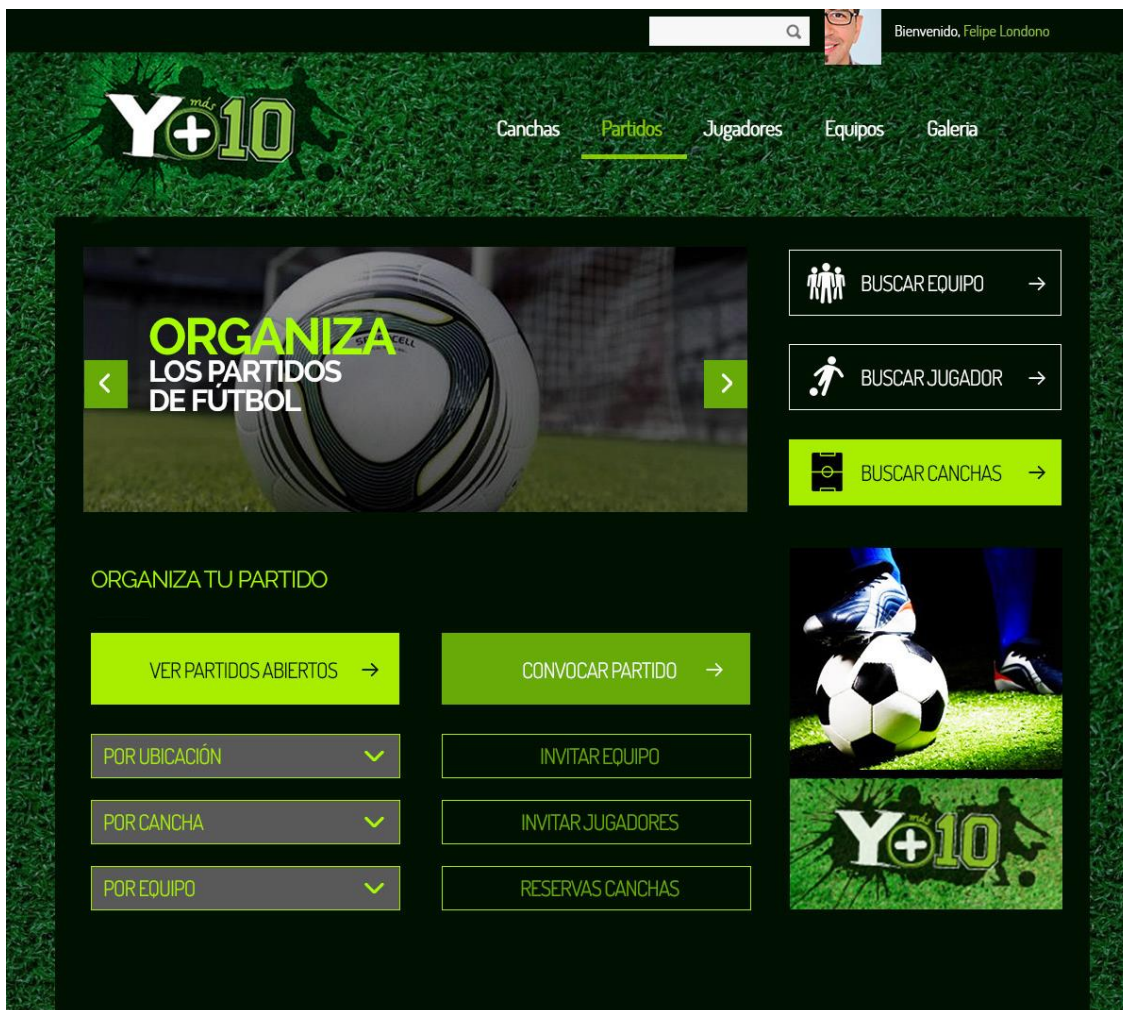 Bienvenido, Felipe Londono
Y más +10
Canchas Partidos Jugadores Equipos Galeria
ORGANIZA
LOS PARTIDOS
DE FÚTBOL
BUSCAR EQUIPO
BUSCAR JUGADOR
BUSCAR CANCHAS
ORGANIZA TU PARTIDO
VER PARTIDOS ABIERTOS
CONVOCAR PARTIDO
POR UBICACIÓN
INVITAR EQUIPO
POR CANCHA
INVITAR JUGADORES
POR EQUIPO
RESERVAS CANCHAS
Y más +10